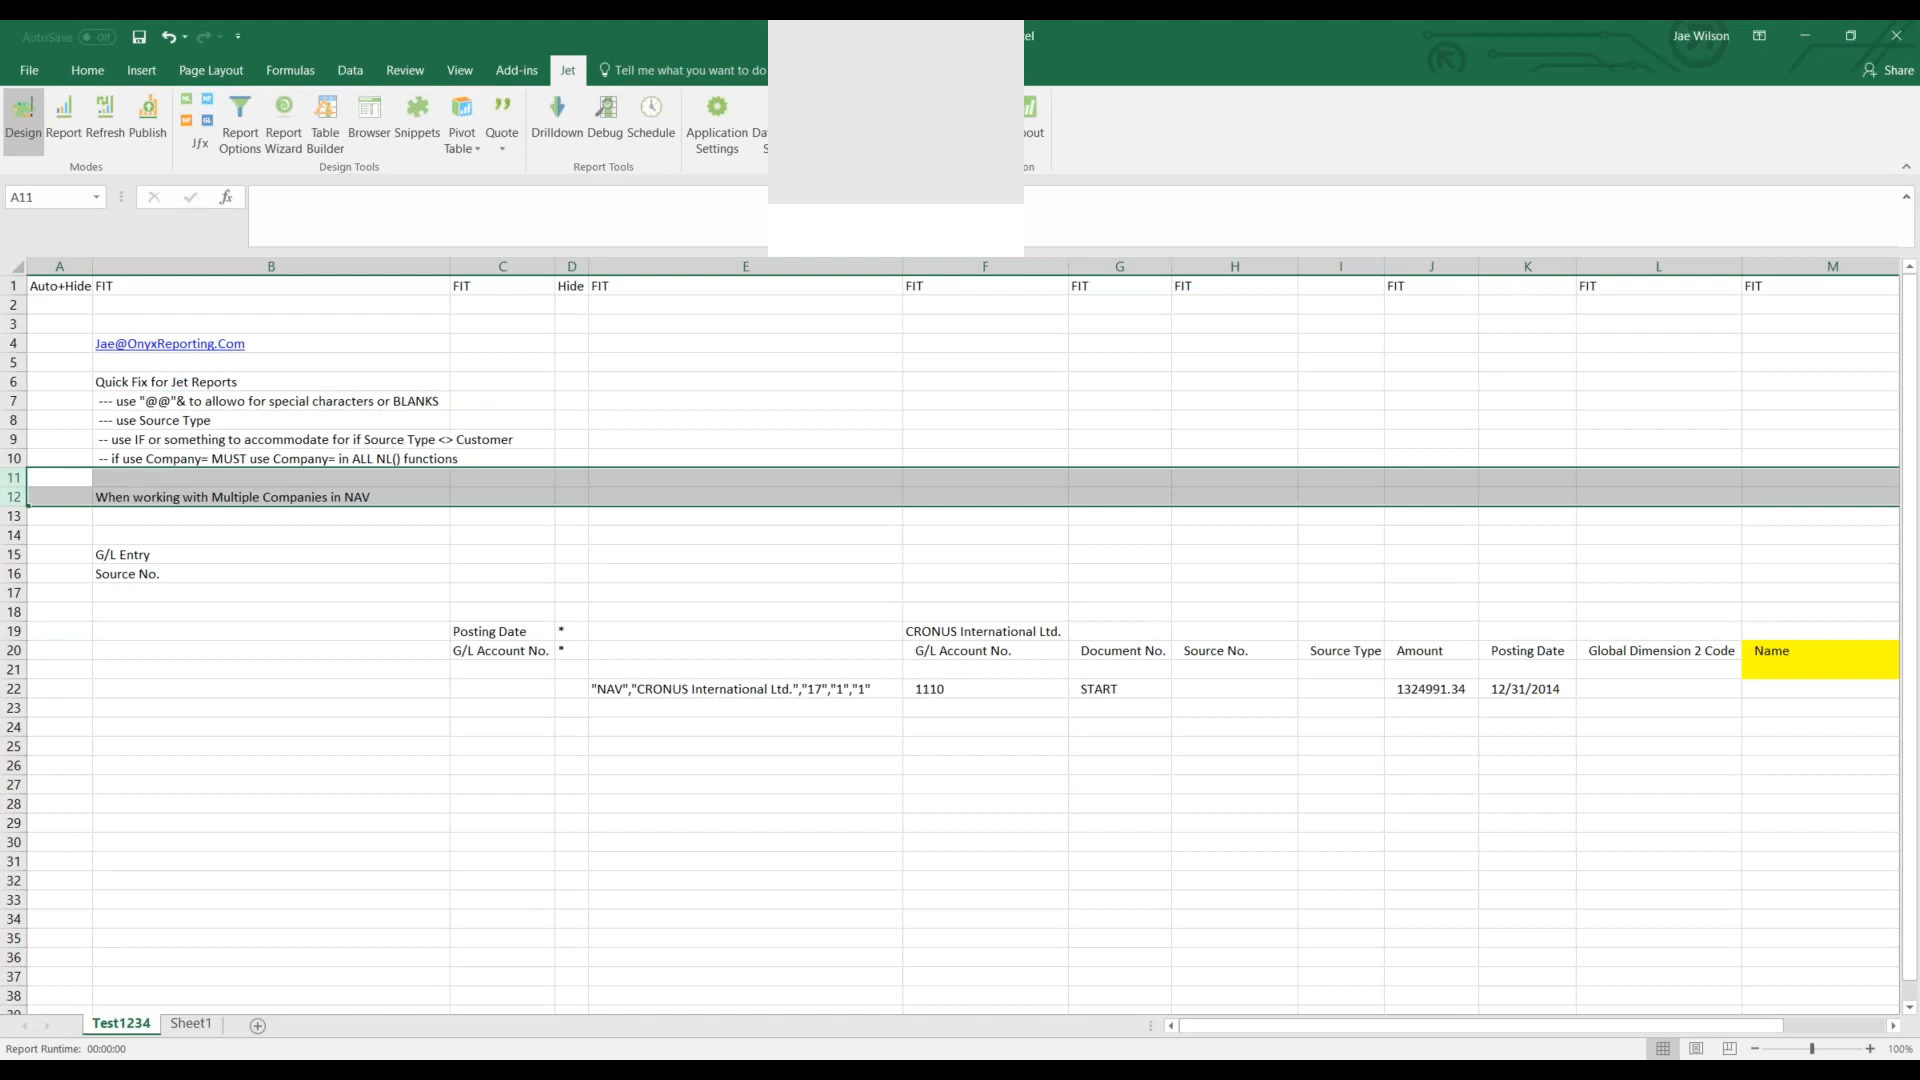 AutoSave Off
el
Jae Wilson
File Home Insert Page Layout Formulas Data Review View Add-ins Jet Tell me what you want to do
Share
Design Report Refresh Publish
Modes
NL NF NP GL
Jfx
Report Options Report Wizard Table Builder Browser Snippets Pivot Table Quote
Design Tools
Drilldown Debug Schedule
Report Tools
Application Settings Da
S
out
on
A11
fx
A B C D E F G H I J K L M
1 Auto+Hide FIT FIT Hide FIT FIT FIT FIT FIT FIT FIT
2
3
4 Jae@OnyxReporting.Com
5
6 Quick Fix for Jet Reports
7 --- use "@@"& to allowo for special characters or BLANKS
8 --- use Source Type
9 -- use IF or something to accommodate for if Source Type <> Customer
10 -- if use Company= MUST use Company= in ALL NL() functions
11
12 When working with Multiple Companies in NAV
13
14
15 G/L Entry
16 Source No.
17
18
19 Posting Date * CRONUS International Ltd.
20 G/L Account No. * G/L Account No. Document No. Source No. Source Type Amount Posting Date Global Dimension 2 Code Name
21
22 "NAV","CRONUS International Ltd.","17","1","1" 1110 START 1324991.34 12/31/2014
23
24
25
26
27
28
29
30
31
32
33
34
35
36
37
38
Test1234 Sheet1
Report Runtime: 00:00:00
100%